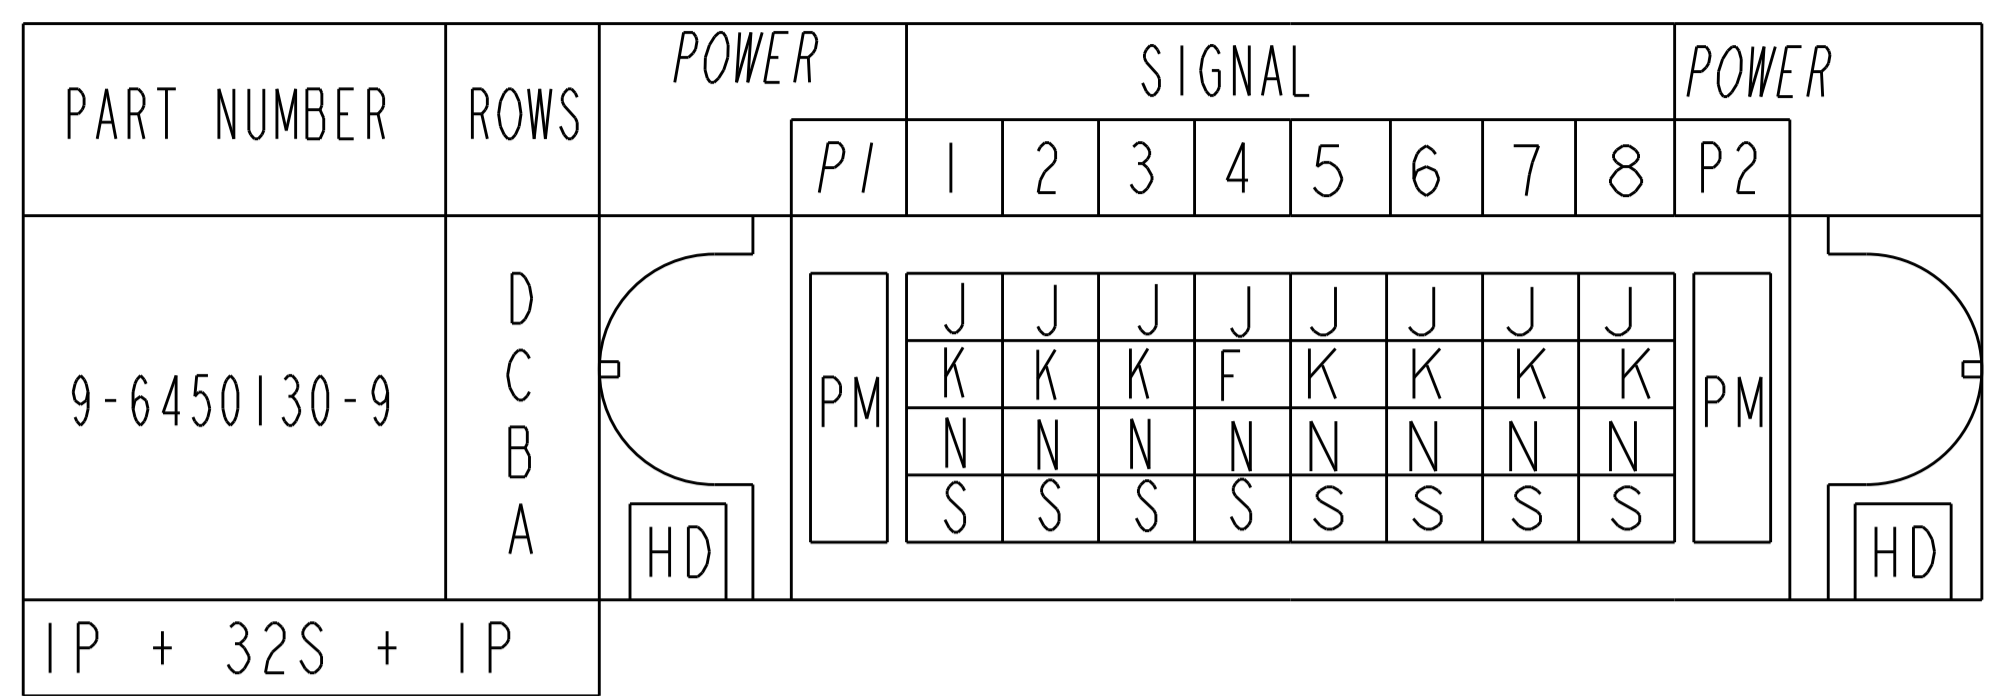 POWER SIGNAL POWER
PART NUMBER ROWS
P1 1 2 3 4 5 6 7 8 P2
D J J J J J J J J
C K K K F K K K K
9-6450130-9 PM PM
B N N N N N N N N
A S S S S S S S S
HD HD
1P + 32S + 1P